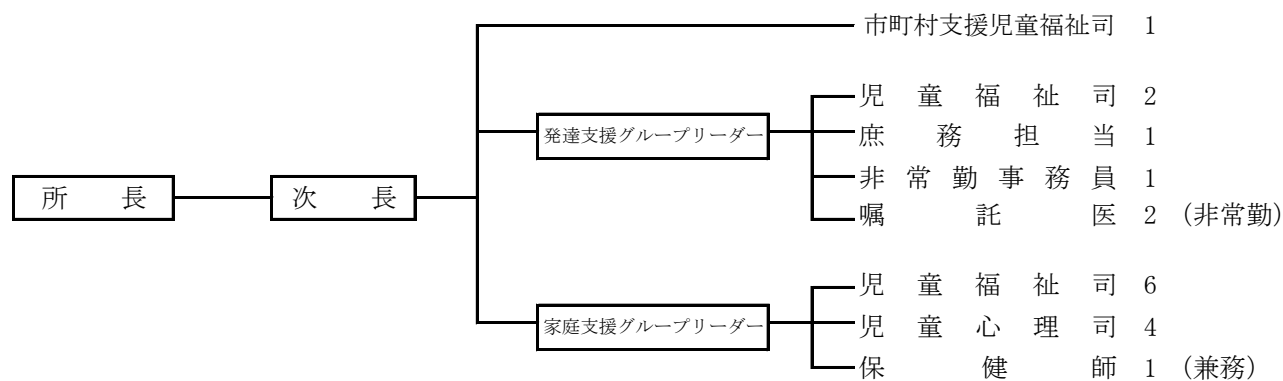 市町村支援児童福祉司 1
児童福祉司 2
発達支援グループリーダー
庶務担当 1
非常勤事務員 1
所長
次長
嘱託医 2 (非常勤)
児童福祉司 6
家庭支援グループリーダー
児童心理司 4
保健師 1 (兼務)